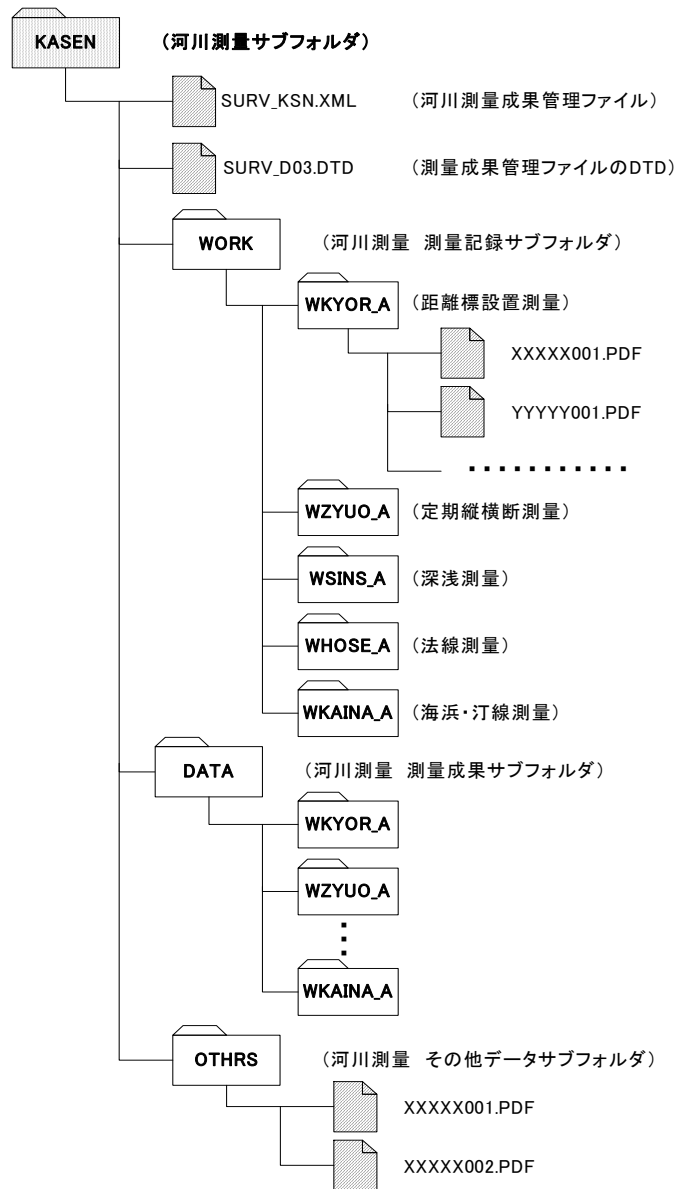 KASEN (河川測量サブフォルダ)
SURV_KSN.XML (河川測量成果管理ファイル)
SURV_D03.DTD (測量成果管理ファイルのDTD)
WORK (河川測量 測量記録サブフォルダ)
WKYOR_A (距離標設置測量)
XXXXX001.PDF
YYYYY001.PDF
・・・・・・・・・・・
WZYUO_A (定期縦横断測量)
WSINS_A (深浅測量)
WHOSE_A (法線測量)
WKAINA_A (海浜・汀線測量)
DATA (河川測量 測量成果サブフォルダ)
WKYOR_A
WZYUO_A
WKAINA_A
OTHRS (河川測量 その他データサブフォルダ)
XXXXX001.PDF
XXXXX002.PDF